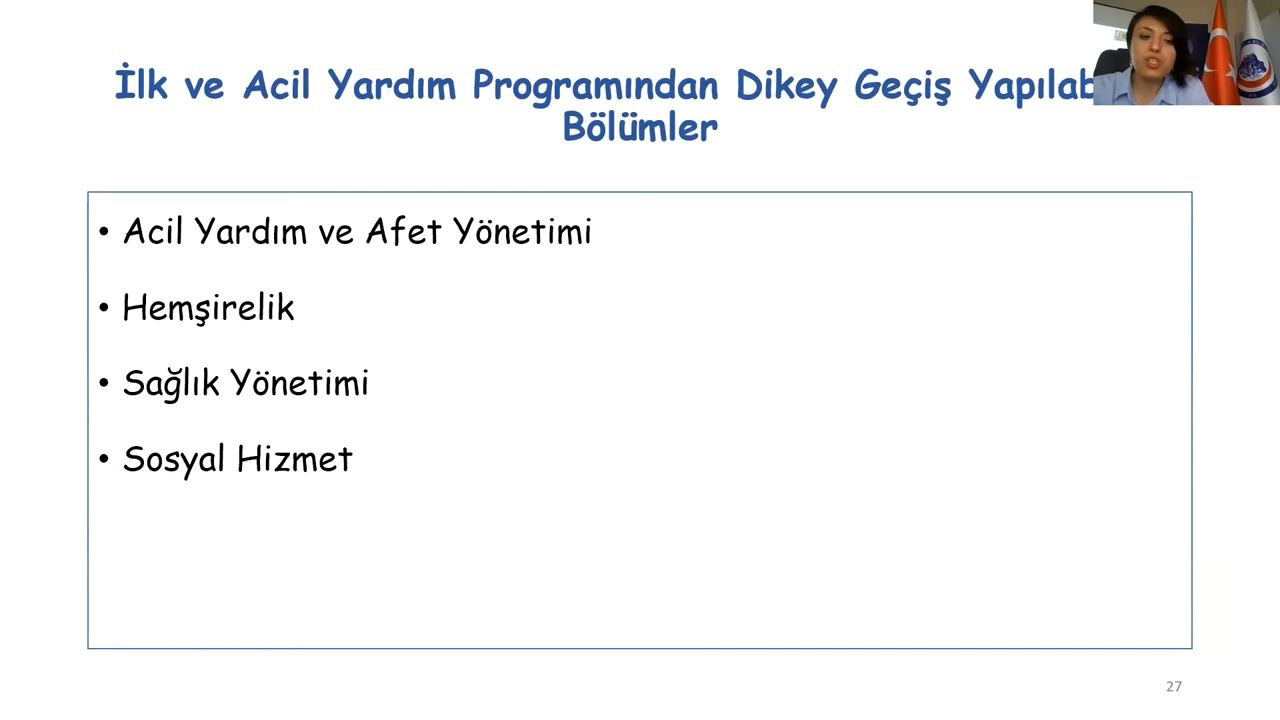 İlk ve Acil Yardım Programından Dikey Geçiş
Bölümler
• Acil Yardım ve Afet Yönetimi
• Hemşirelik
• Sağlık Yönetimi
• Sosyal Hizmet
27